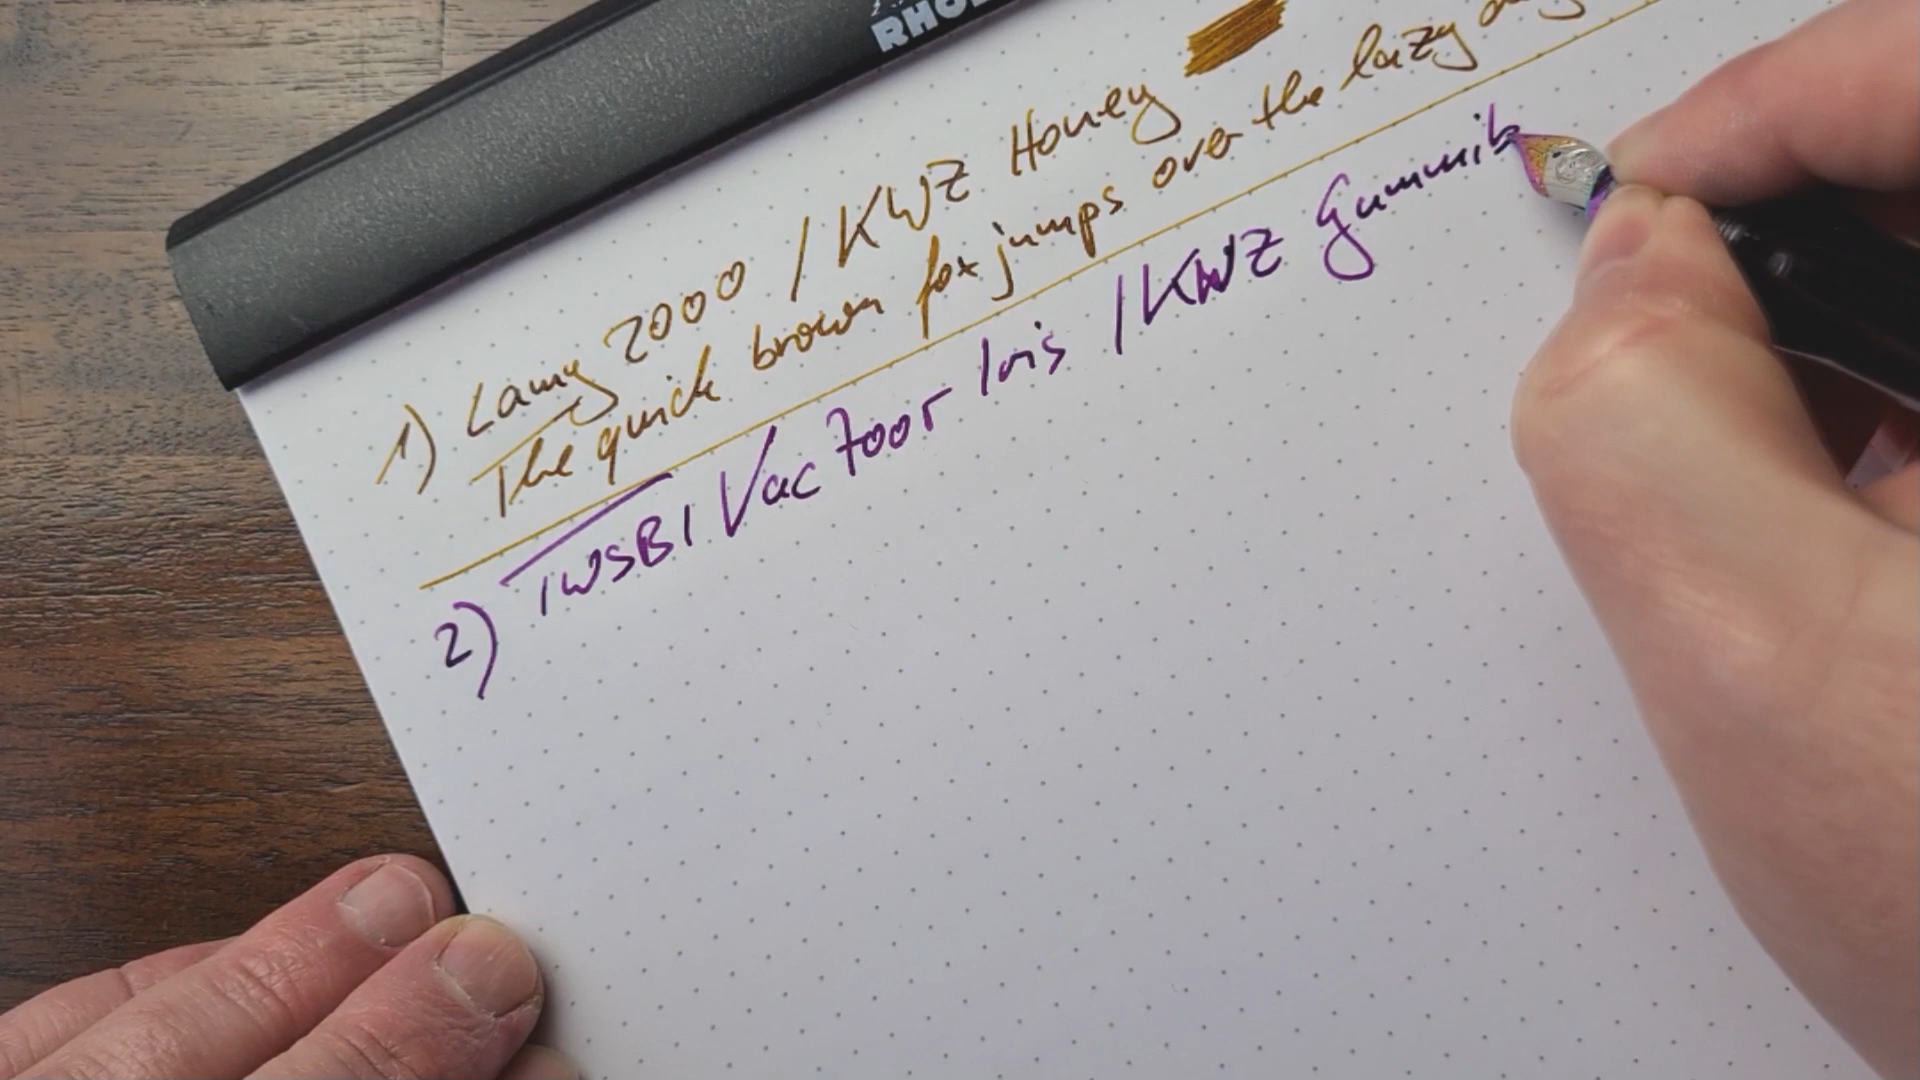 RHO
1) Lamy 2000 / KWZ Honey
The quick brown fox jumps over the lazy dog
2) TWSBI Vac 700r Iris / KWZ Gummib